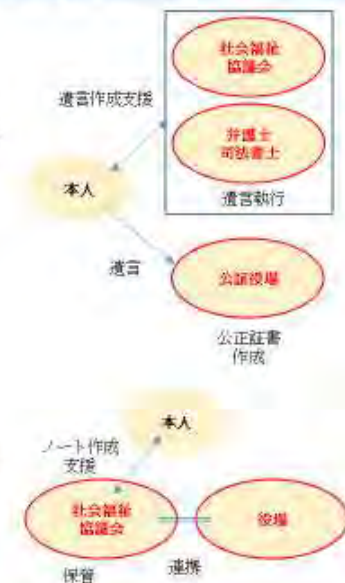 社会福祉
協議会
遺言作成支援
弁護士
司法書士
遺言執行
本人
遺言
公証役場
公正証書
作成
本人
ノート作成
支援
社会福祉
協議会
役場
保管
連携